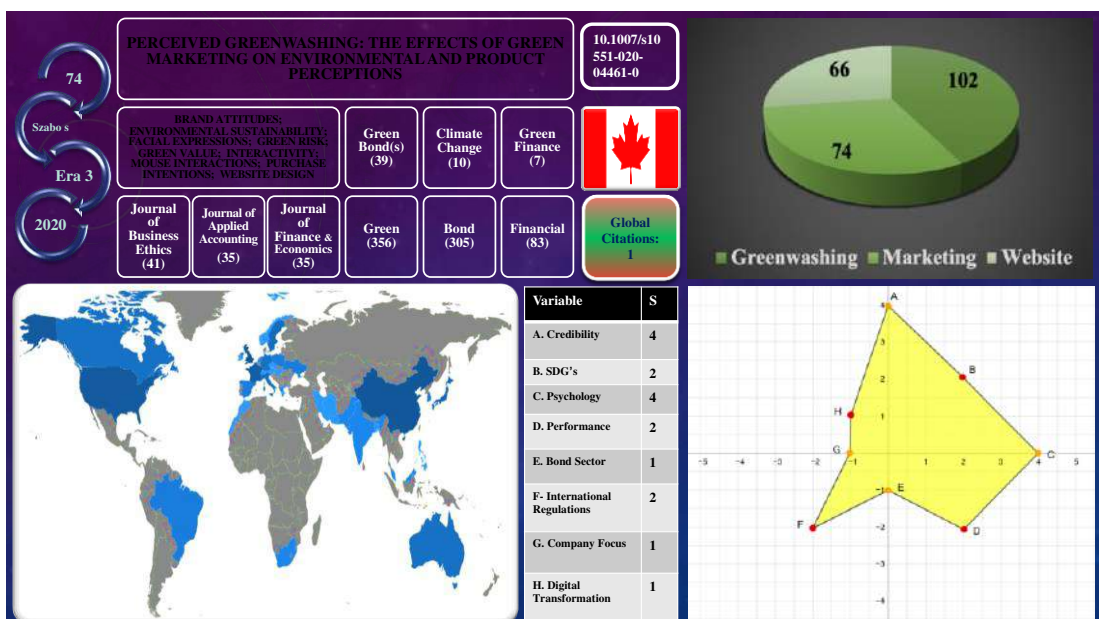 74
Szabo s
Era 3
2020
PERCEIVED GREENWASHING: THE EFFECTS OF GREEN
MARKETING ON ENVIRONMENTAL AND PRODUCT
PERCEPTIONS
10.1007/s10
551-020-
04461-0
BRAND ATTITUDES;
ENVIRONMENTAL SUSTAINABILITY;
FACIAL EXPRESSIONS; GREEN RISK;
GREEN VALUE; INTERACTIVITY;
MOUSE INTERACTIONS; PURCHASE
INTENTIONS; WEBSITE DESIGN
Green
Bond(s)
(39)
Climate
Change
(10)
Green
Finance
(7)
Journal
of
Business
Ethics
(41)
Journal of
Applied
Accounting
(35)
Journal
of
Finance &
Economics
(35)
Green
(356)
Bond
(305)
Financial
(83)
Global
Citations:
1
66
102
74
Greenwashing Marketing Website
Variable S
A. Credibility 4
B. SDG's 2
C. Psychology 4
D. Performance 2
E. Bond Sector 1
F- International
Regulations 2
G. Company Focus 1
H. Digital
Transformation 1
A
4
3
B
2
H
1
G
C
-5 -3 -2 -1 1 2 3 4 5
-1
E
F
-2
D
-3
-4